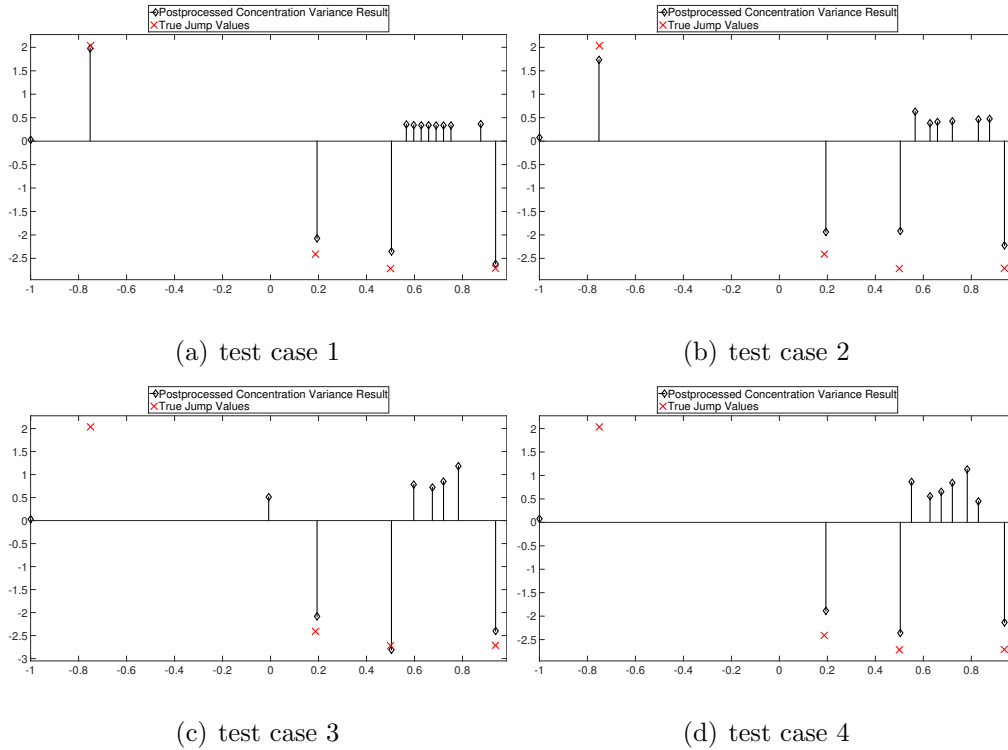 Postprocessed Concentration Variance Result
True Jump Values
2
1.5
1
0.5
0
-0.5
-1
-1.5
-2
-2.5
-1 -0.8 -0.6 -0.4 -0.2 0 0.2 0.4 0.6 0.8
(a) test case 1
Postprocessed Concentration Variance Result
True Jump Values
2
1.5
1
0.5
0
-0.5
-1
-1.5
-2
-2.5
-1 -0.8 -0.6 -0.4 -0.2 0 0.2 0.4 0.6 0.8
(b) test case 2
Postprocessed Concentration Variance Result
True Jump Values
2
1.5
1
0.5
0
-0.5
-1
-1.5
-2
-2.5
-3
-1 -0.8 -0.6 -0.4 -0.2 0 0.2 0.4 0.6 0.8
(c) test case 3
Postprocessed Concentration Variance Result
True Jump Values
2
1.5
1
0.5
0
-0.5
-1
-1.5
-2
-2.5
-1 -0.8 -0.6 -0.4 -0.2 0 0.2 0.4 0.6 0.8
(d) test case 4